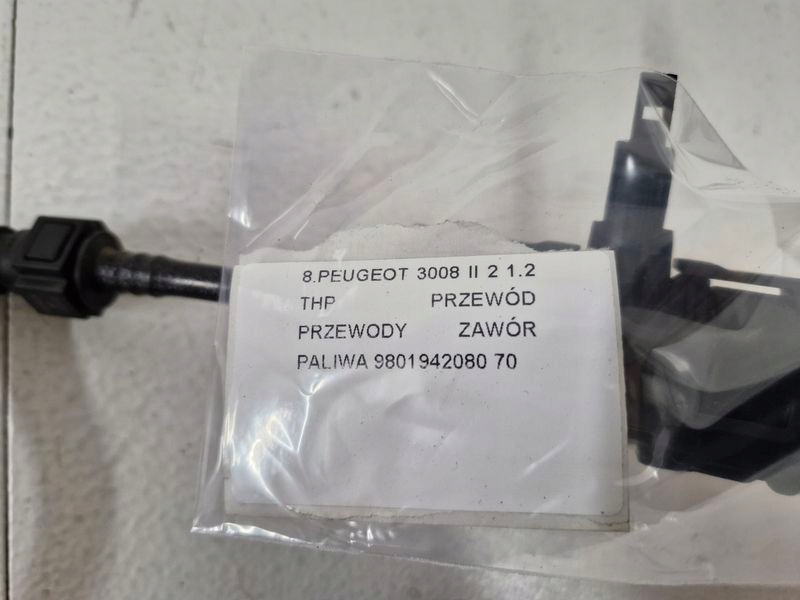 8.PEUGEOT 3008 II 2 1.2
THP PRZEWÓD
PRZEWODY ZAWÓR
PALIWA 9801942080 70